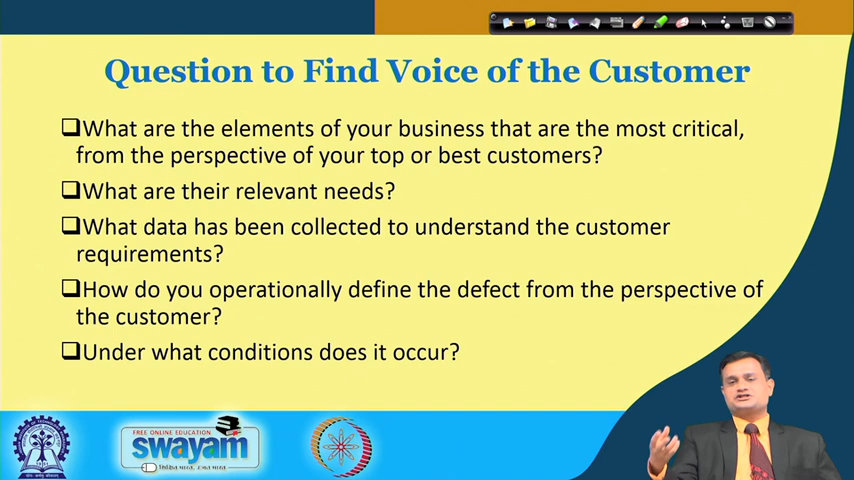 Question to Find Voice of the Customer
❑What are the elements of your business that are the most critical,
from the perspective of your top or best customers?
❑What are their relevant needs?
❑What data has been collected to understand the customer
requirements?
❑How do you operationally define the defect from the perspective of
the customer?
❑Under what conditions does it occur?
FREE ONLINE EDUCATION
swayam